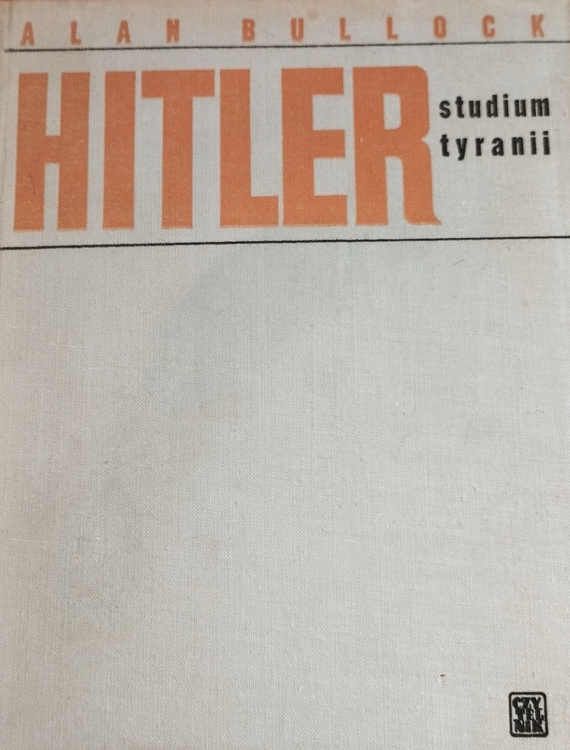 ALAN BULLOCK
HITLER
studium
tyranii
CZY
TEL
NIK